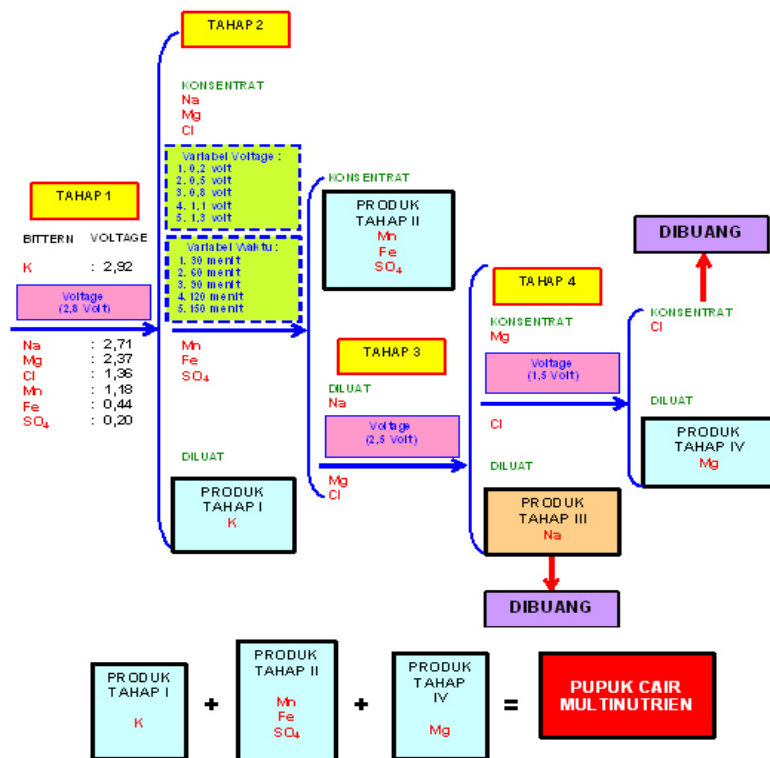 TAHAP 2
KONSENTRAT
Na
Mg
Cl
Variabel Voltage :
1. 0,2 volt
2. 0,5 volt
3. 0,8 volt
4. 1,1 volt
5. 1,3 volt
Variabel Waktu :
1. 30 menit
2. 60 menit
3. 90 menit
4. 120 menit
5. 150 menit
Mn
Fe
SO4
DILUAT
PRODUK
TAHAP I
K
TAHAP 1
BITTERN VOLTAGE
K : 2,92
Voltage
(2,8 Volt)
Na : 2,71
Mg : 2,37
Cl : 1,36
Mn : 1,18
Fe : 0,44
SO4 : 0,20
KONSENTRAT
PRODUK
TAHAP II
Mn
Fe
SO4
TAHAP 3
DILUAT
Na
Voltage
(2,5 Volt)
Mg
Cl
TAHAP 4
KONSENTRAT
Mg
Voltage
(1,5 Volt)
Cl
DILUAT
PRODUK
TAHAP III
Na
DIBUANG
DIBUANG
KONSENTRAT
Cl
DILUAT
PRODUK
TAHAP IV
Mg
PRODUK
TAHAP I
K
+
PRODUK
TAHAP II
Mn
Fe
SO4
+
PRODUK
TAHAP
IV
Mg
=
PUPUK CAIR
MULTINUTRIEN